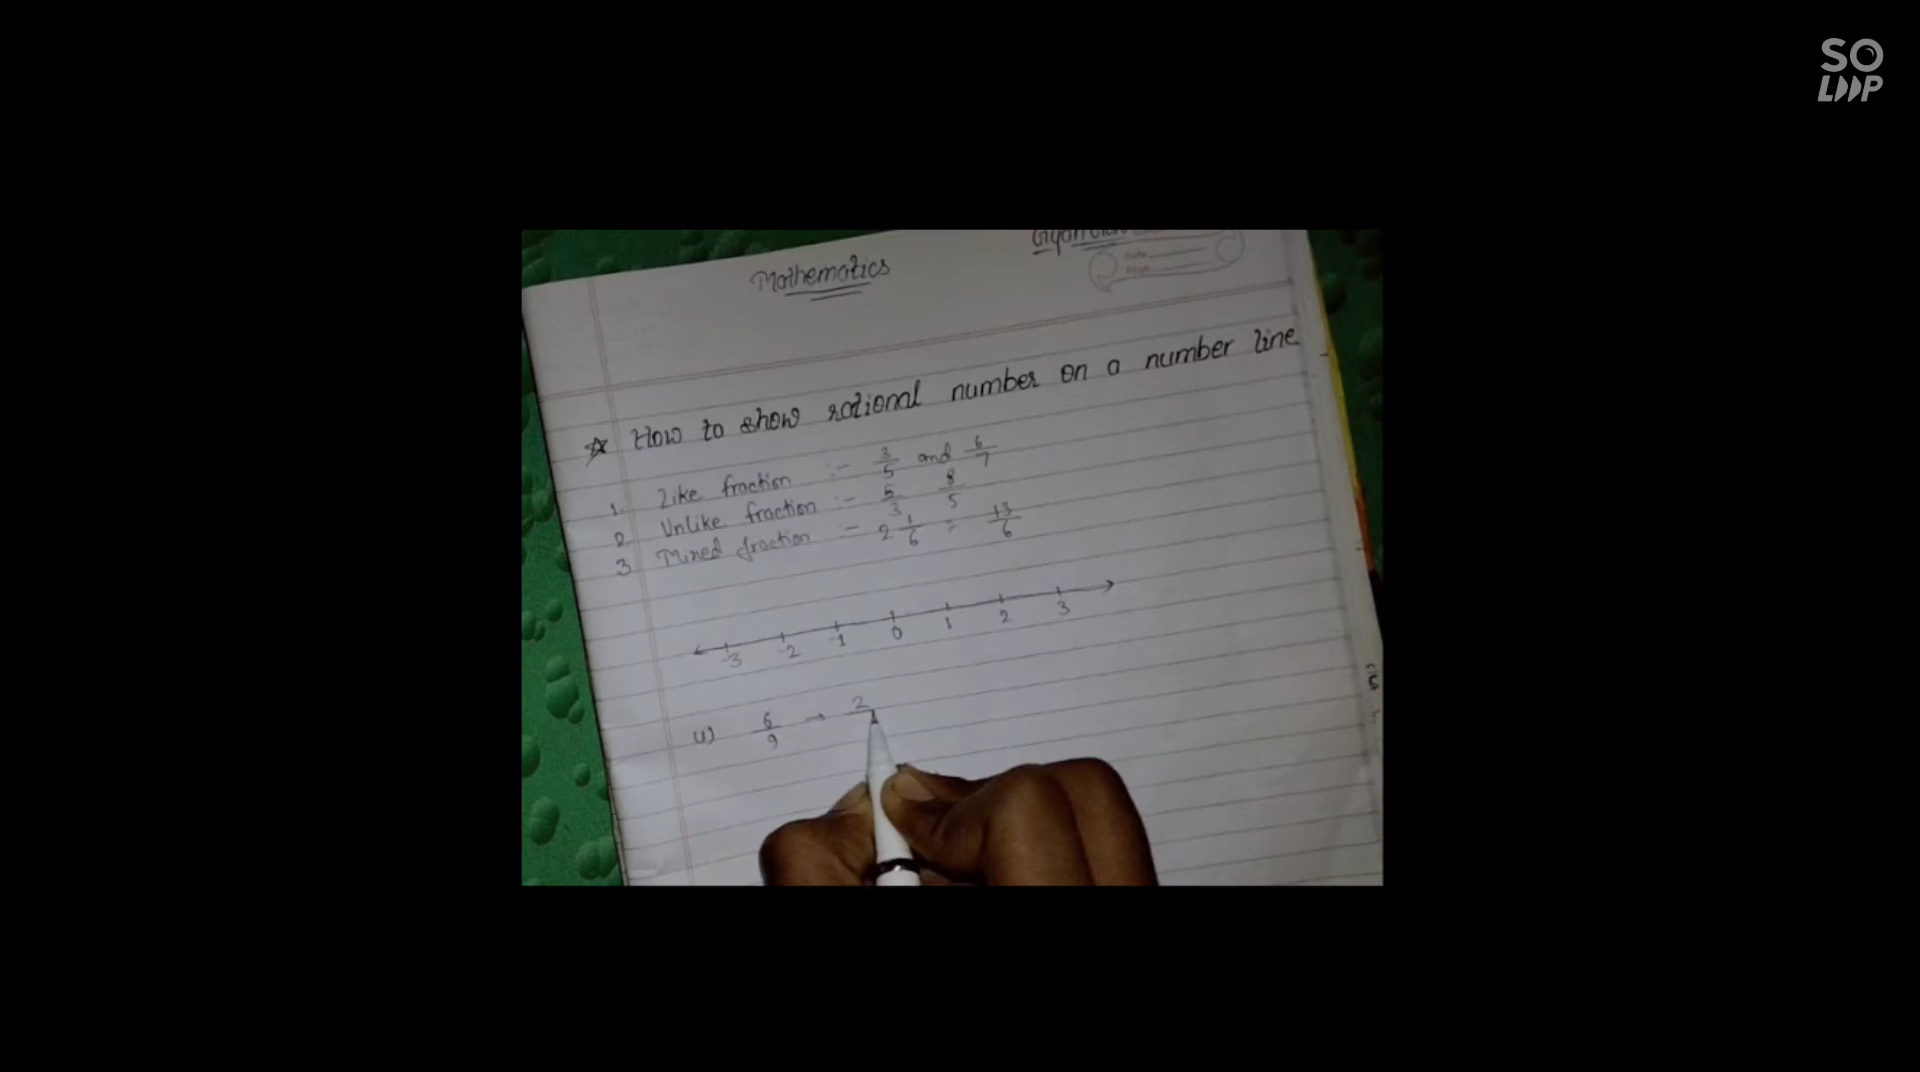 SO
LOOP
Mathematics
Date
Page
☆ How to show rational number on a number line
1. Like fraction :- 3/5 and 6/7
2. Unlike fraction :- 5/3 8/5
3. Mixed fraction :- 2 1/6 = 13/6
-3 -2 -1 0 1 2 3
6/9 → 2